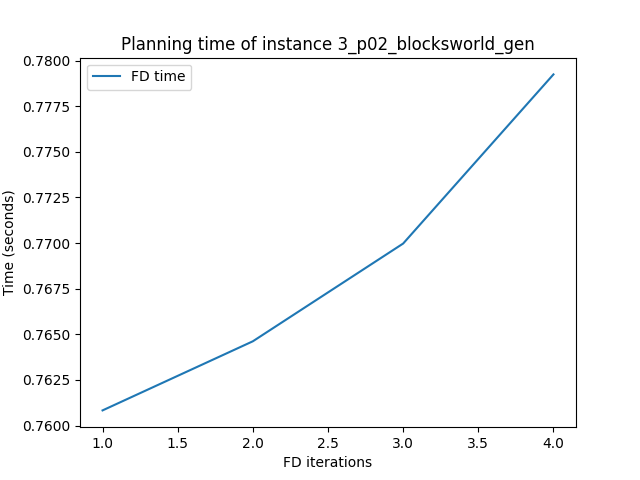 Planning time of instance 3_p02_blocksworld_gen
FD time
0.7800
0.7775
0.7750
0.7725
0.7700
0.7675
0.7650
0.7625
0.7600
Time (seconds)
1.0 1.5 2.0 2.5 3.0 3.5 4.0
FD iterations